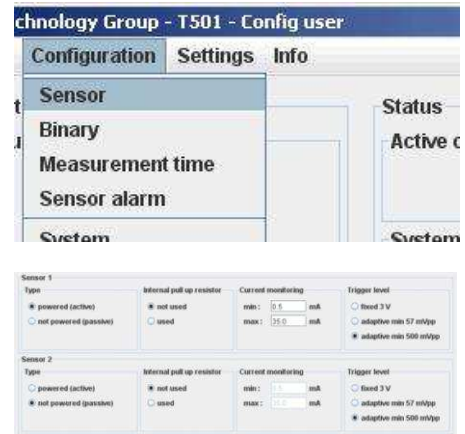 chnology Group - T501 - Config user
Configuration Settings Info
Sensor
Binary
Measurement time
Sensor alarm
System
Status
Active
System
Sensor 1
Type Internal pull up resistor Current monitoring Trigger level
powered (active) not used min: 0.5 mA fixed 3 V
not powered (passive) used max: 35.0 mA adaptive min 57 mVpp
adaptive min 500 mVpp
Sensor 2
Type Internal pull up resistor Current monitoring Trigger level
powered (active) not used min: mA fixed 3 V
not powered (passive) used max: mA adaptive min 57 mVpp
adaptive min 500 mVpp